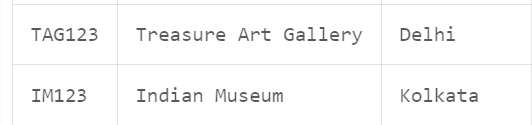 TAG123 Treasure Art Gallery Delhi
IM123 Indian Museum Kolkata